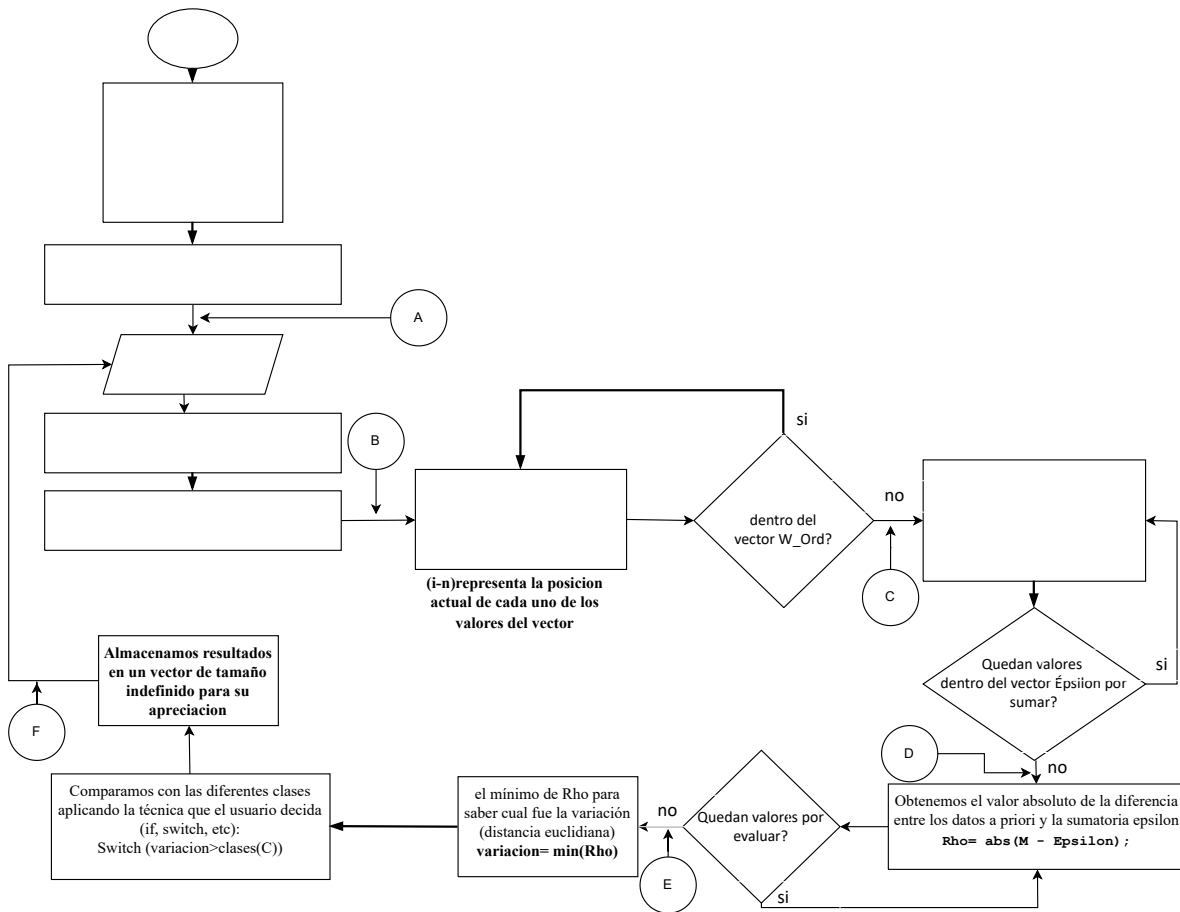 A
B
si
dentro del
vector W_Ord?
no
C
(i-n)representa la posicion
actual de cada uno de los
valores del vector
Quedan valores
dentro del vector Épsilon por
sumar?
si
no
D
Obtenemos el valor absoluto de la diferencia
entre los datos a priori y la sumatoria epsilon
Rho= abs(M - Epsilon);
Quedan valores por
evaluar?
si
no
E
el mínimo de Rho para
saber cual fue la variación
(distancia euclidiana)
variacion= min(Rho)
Comparamos con las diferentes clases
aplicando la técnica que el usuario decida
(if, switch, etc):
Switch (variacion>clases(C))
Almacenamos resultados
en un vector de tamaño
indefinido para su
apreciacion
F